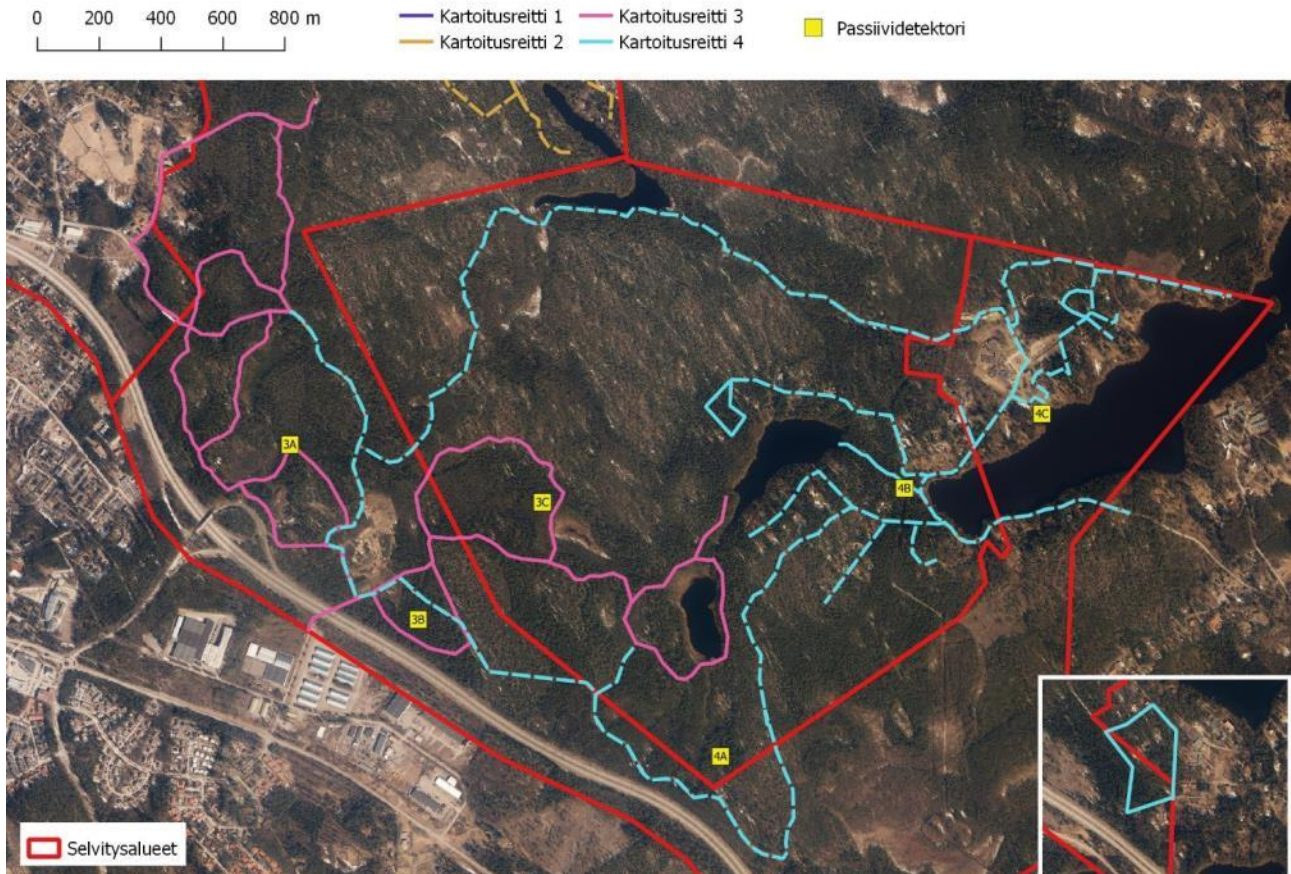 0 200 400 600 800 m
Kartoitusreitti 1 Kartoitusreitti 3
Kartoitusreitti 2 Kartoitusreitti 4
Passiividetektori
3A
3C
4C
4B
3B
4A
Selvitysalueet